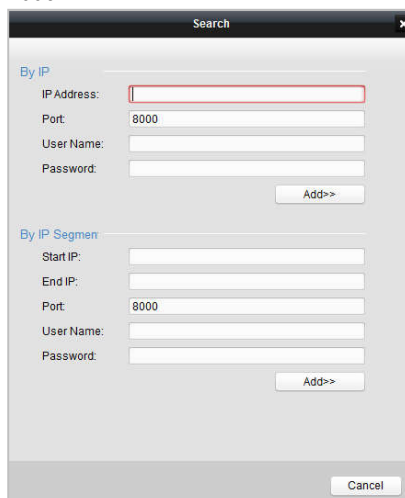 Search
By IP
IP Address:
Port: 8000
User Name:
Password:
Add>>
By IP Segmen
Start IP:
End IP:
Port: 8000
User Name:
Password:
Add>>
Cancel